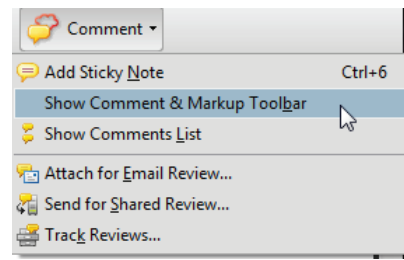 Comment
Add Sticky Note Ctrl+6
Show Comment & Markup Toolbar
Show Comments List
Attach for Email Review...
Send for Shared Review...
Track Reviews...